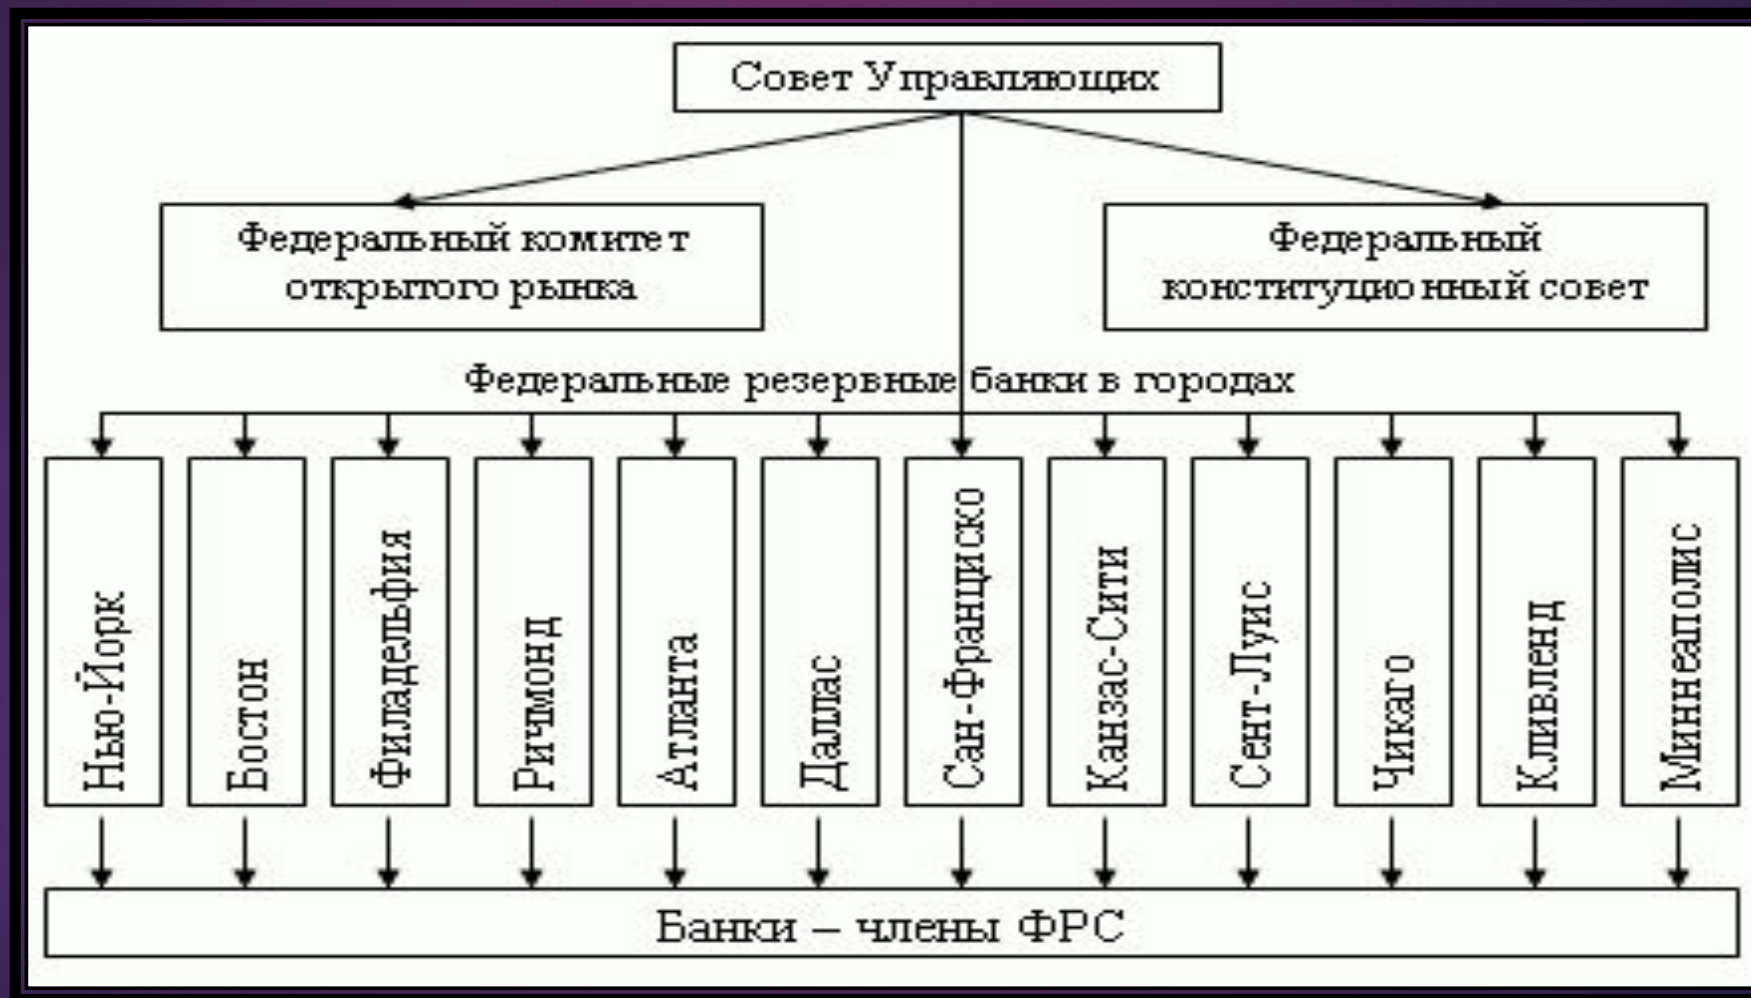 Совет Управляющих
Федеральный комитет
открытого рынка
Федеральный
конституционный совет
Федеральные резервные банки в городах
Нью-Йорк
Бостон
Филадельфия
Ричмонд
Атланта
Даллас
Сан-Франциско
Канзас-Сити
Сент-Луис
Чикаго
Кливленд
Миннеаполис
Банки – члены ФРС